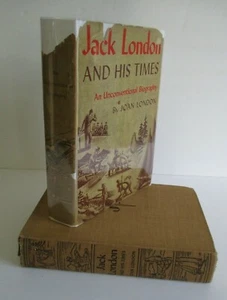 Jack London
AND HIS TIMES
An Unconventional Biography
By JOAN LONDON
Jack
London